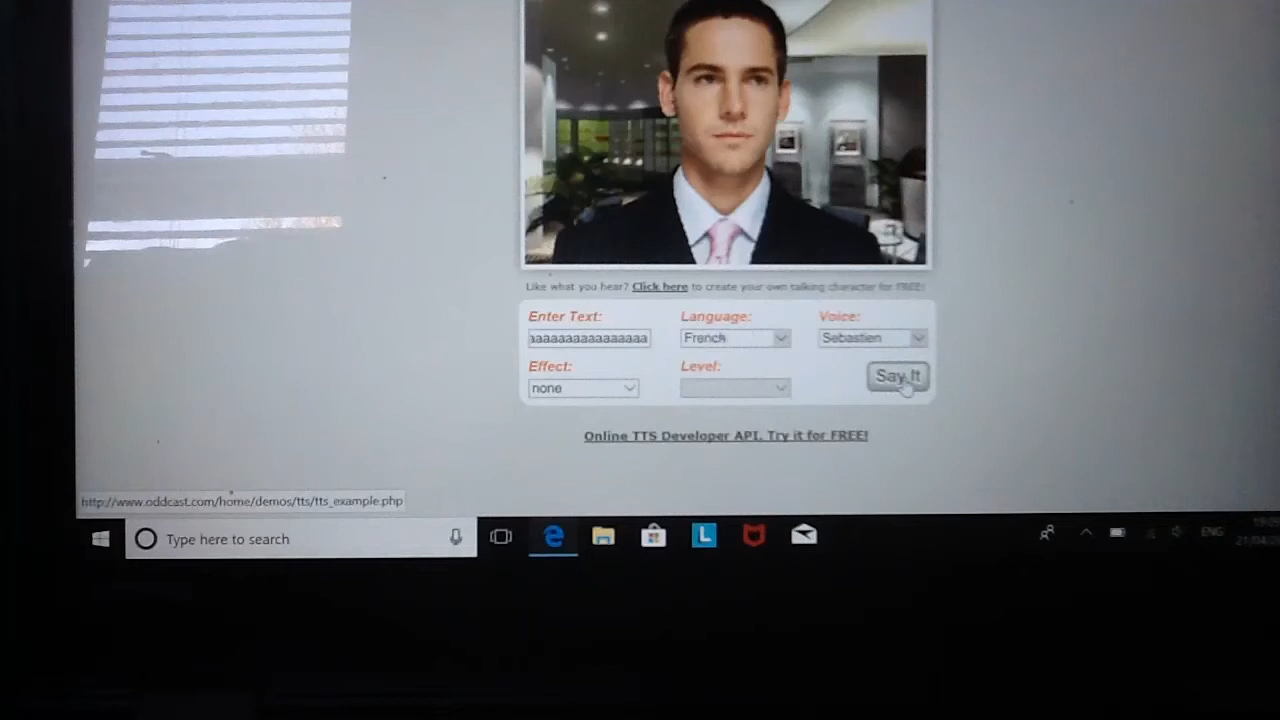 Like what you hear? Click here to create your own talking character for FREE!
Enter Text: Language: Voice:
aaaaaaaaaaaaaaaa French Sebastien
Effect: Level:
none Say It
Online TTS Developer API. Try it for FREE!
http://www.oddcast.com/home/demos/tts/tts_example.php
Type here to search
ENG